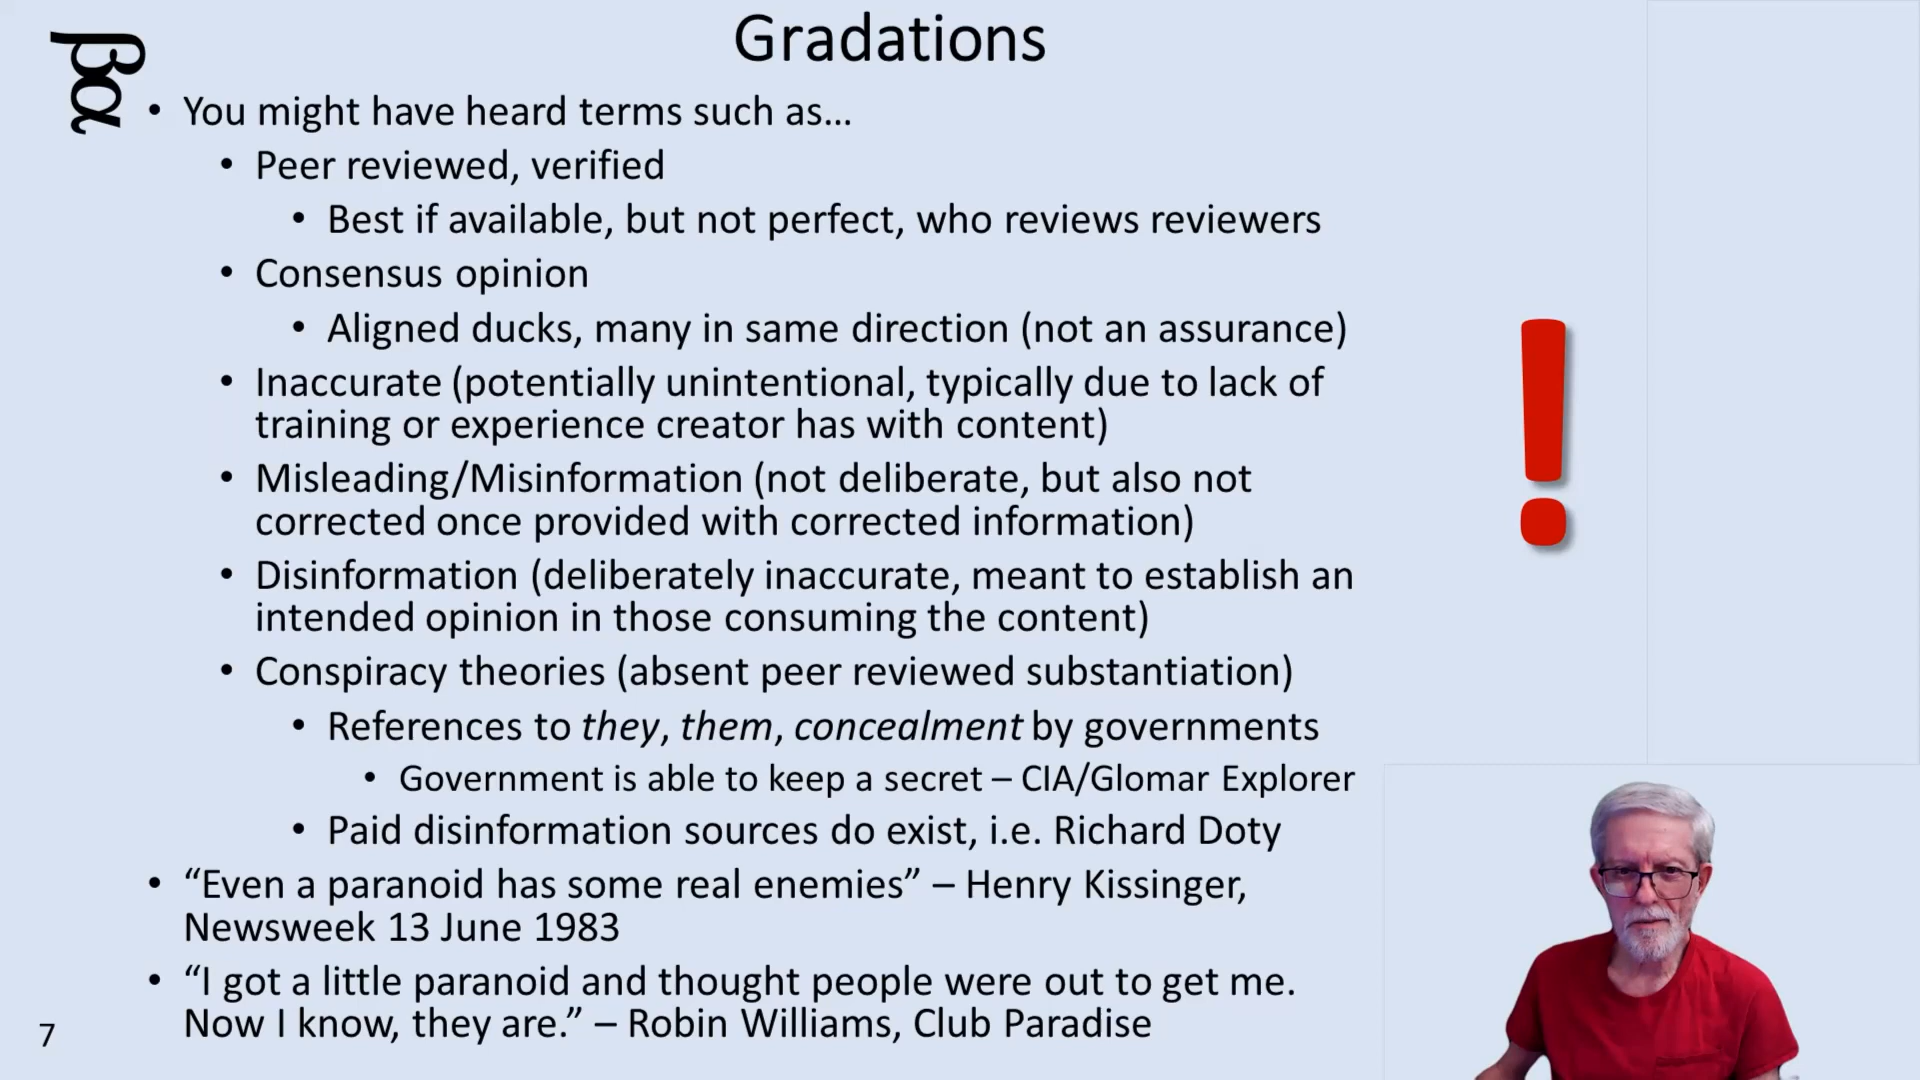 Gradations
βα
• You might have heard terms such as…
• Peer reviewed, verified
• Best if available, but not perfect, who reviews reviewers
• Consensus opinion
• Aligned ducks, many in same direction (not an assurance)
• Inaccurate (potentially unintentional, typically due to lack of
training or experience creator has with content)
• Misleading/Misinformation (not deliberate, but also not
corrected once provided with corrected information)
• Disinformation (deliberately inaccurate, meant to establish an
intended opinion in those consuming the content)
• Conspiracy theories (absent peer reviewed substantiation)
• References to they, them, concealment by governments
• Government is able to keep a secret – CIA/Glomar Explorer
• Paid disinformation sources do exist, i.e. Richard Doty
• “Even a paranoid has some real enemies” – Henry Kissinger,
Newsweek 13 June 1983
• “I got a little paranoid and thought people were out to get me.
Now I know, they are.” – Robin Williams, Club Paradise
!
7